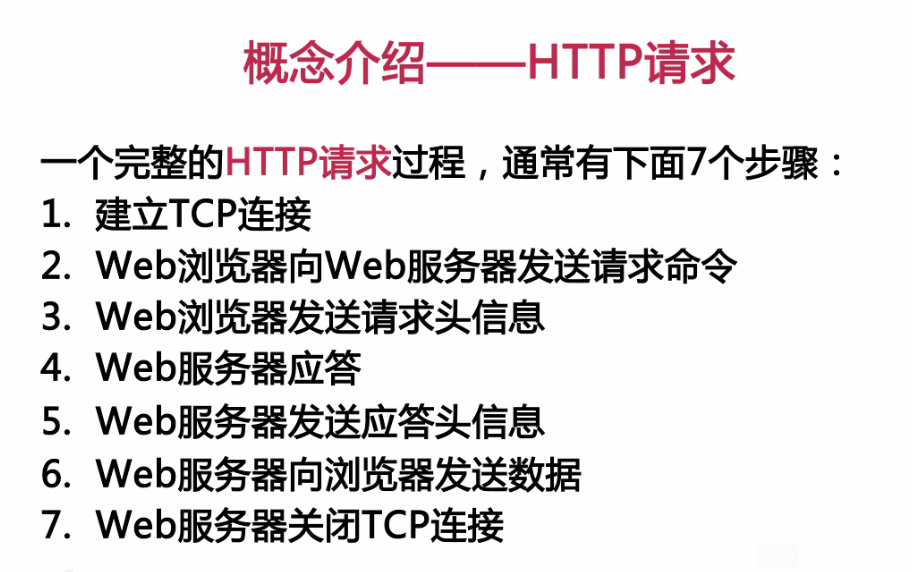 概念介绍——HTTP请求
一个完整的HTTP请求过程，通常有下面7个步骤：
1. 建立TCP连接
2. Web浏览器向Web服务器发送请求命令
3. Web浏览器发送请求头信息
4. Web服务器应答
5. Web服务器发送应答头信息
6. Web服务器向浏览器发送数据
7. Web服务器关闭TCP连接